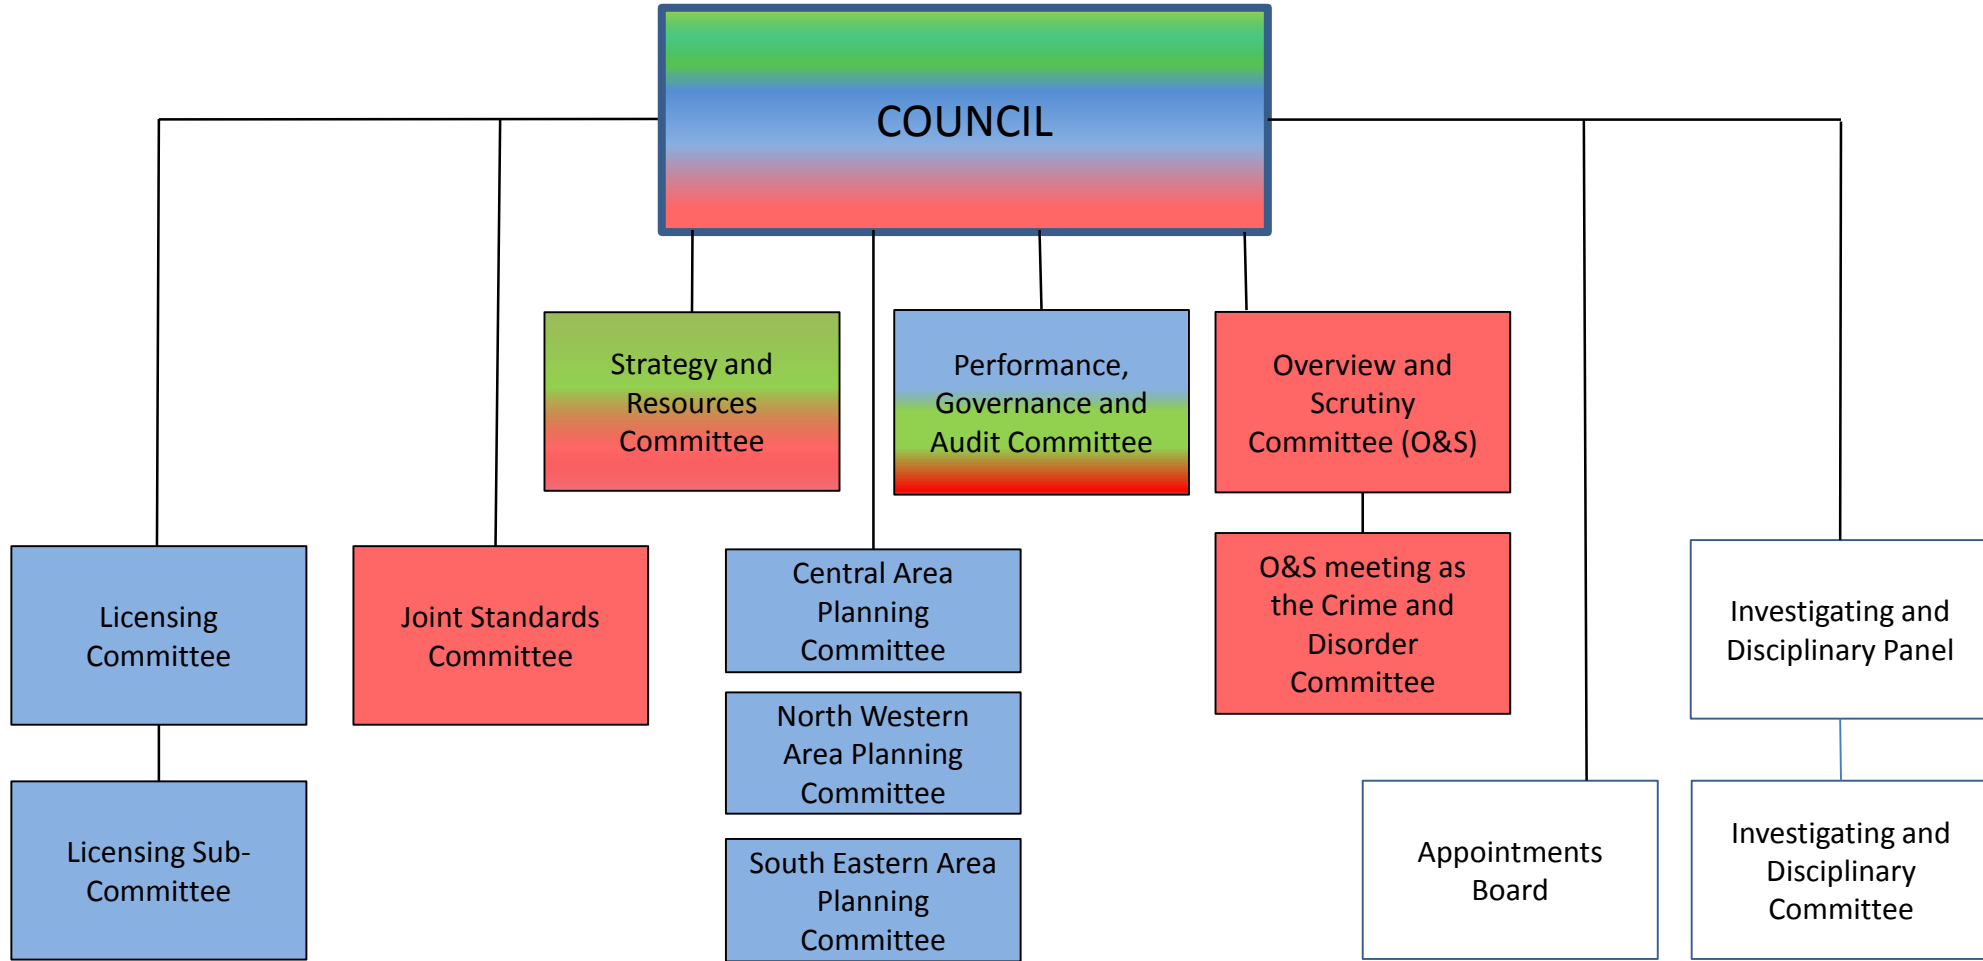 COUNCIL
Strategy and
Resources
Committee
Performance,
Governance and
Audit Committee
Overview and
Scrutiny
Committee (O&S)
Licensing
Committee
Joint Standards
Committee
Central Area
Planning
Committee
O&S meeting as
the Crime and
Disorder
Committee
Investigating and
Disciplinary Panel
North Western
Area Planning
Committee
Licensing Sub-
Committee
South Eastern Area
Planning
Committee
Appointments
Board
Investigating and
Disciplinary
Committee